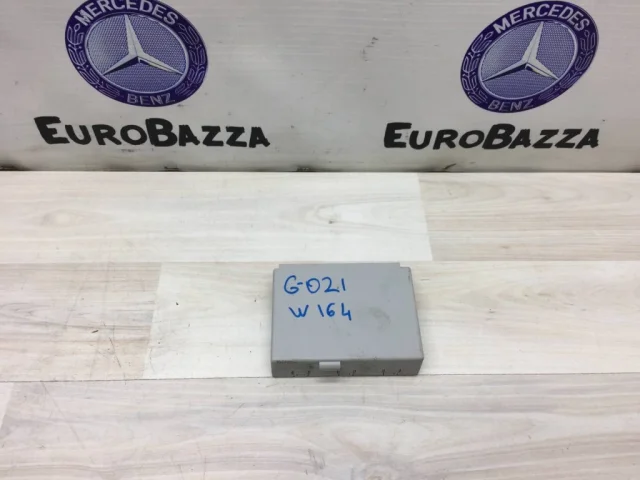 MERCEDES
BENZ
EUROBAZZA
MERCEDES
BENZ
EUROBAZZA
G-021
W164